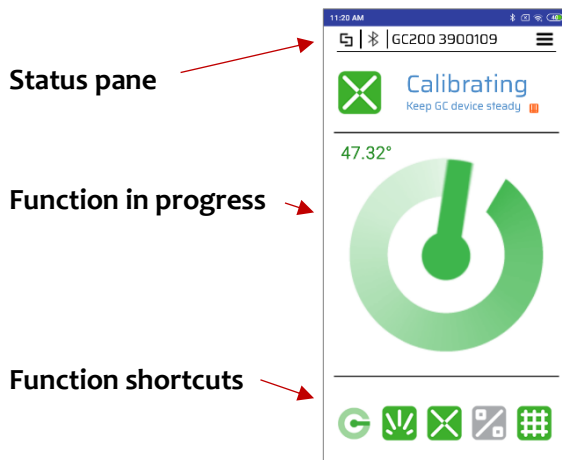 11:20 AM
40
GC200 3900109
Status pane
Calibrating
Keep GC device steady
47.32°
Function in progress
Function shortcuts